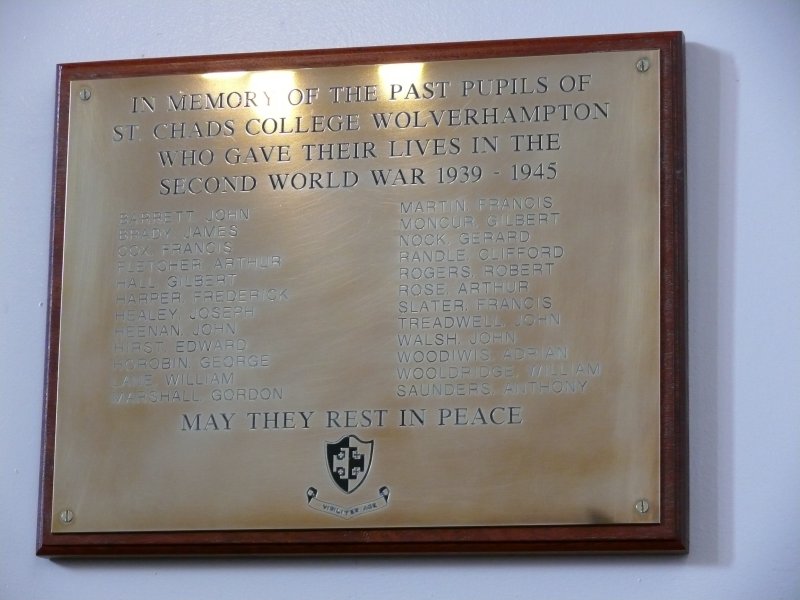 IN MEMORY OF THE PAST PUPILS OF
ST. CHADS COLLEGE WOLVERHAMPTON
WHO GAVE THEIR LIVES IN THE
SECOND WORLD WAR 1939 - 1945
BARRETT, JOHN
BRADY, JAMES
COX, FRANCIS
FLETCHER, ARTHUR
HALL, GILBERT
HARPER, FREDERICK
HEALEY, JOSEPH
HEENAN, JOHN
HIRST, EDWARD
HOROBIN, GEORGE
LANE, WILLIAM
MARSHALL, GORDON
MARTIN, FRANCIS
MONCUR, GILBERT
NOCK, GERARD
RANDLE, CLIFFORD
ROGERS, ROBERT
ROSE, ARTHUR
SLATER, FRANCIS
TREADWELL, JOHN
WALSH, JOHN
WOODIWIS, ADRIAN
WOOLDRIDGE, WILLIAM
SAUNDERS, ANTHONY
MAY THEY REST IN PEACE
VIRILITER AGE